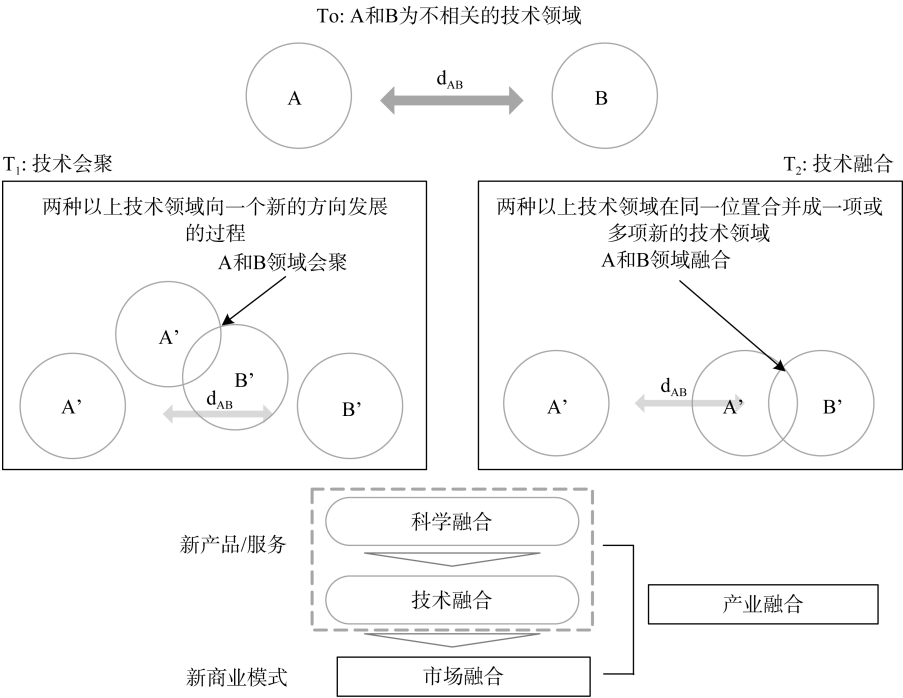 To: A和B为不相关的技术领域
A
dAB
B
T1: 技术会聚
两种以上技术领域向一个新的方向发展
的过程
A和B领域会聚
A’
B’
A’
dAB
B’
T2: 技术融合
两种以上技术领域在同一位置合并成一项或
多项新的技术领域
A和B领域融合
A’
dAB
A’
B’
新产品/服务
科学融合
技术融合
产业融合
新商业模式
市场融合